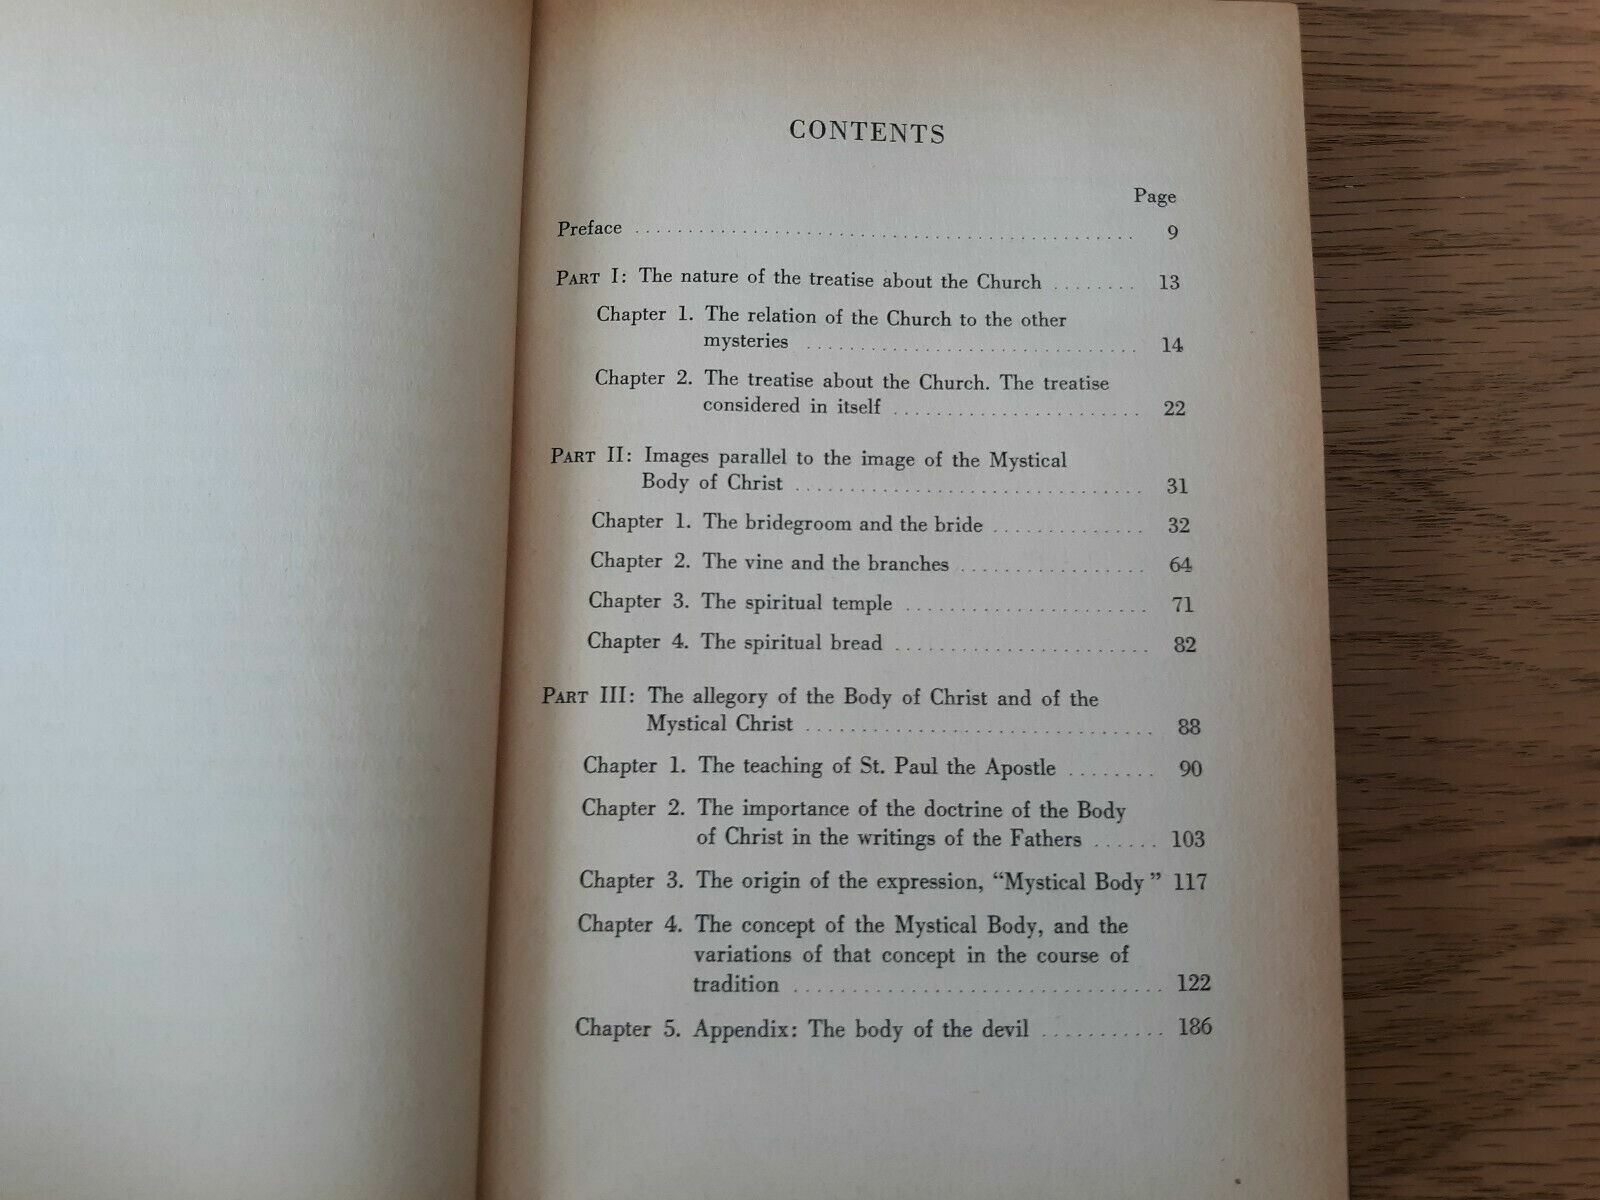 CONTENTS
Page
Preface ........................................ 9
PART I: The nature of the treatise about the Church ........ 13
Chapter 1. The relation of the Church to the other
mysteries .............................. 14
Chapter 2. The treatise about the Church. The treatise
considered in itself ....................... 22
PART II: Images parallel to the image of the Mystical
Body of Christ ............................... 31
Chapter 1. The bridegroom and the bride ............. 32
Chapter 2. The vine and the branches ................. 64
Chapter 3. The spiritual temple ...................... 71
Chapter 4. The spiritual bread ....................... 82
PART III: The allegory of the Body of Christ and of the
Mystical Christ .............................. 88
Chapter 1. The teaching of St. Paul the Apostle ........ 90
Chapter 2. The importance of the doctrine of the Body
of Christ in the writings of the Fathers ...... 103
Chapter 3. The origin of the expression, “Mystical Body” 117
Chapter 4. The concept of the Mystical Body, and the
variations of that concept in the course of
tradition ................................ 122
Chapter 5. Appendix: The body of the devil ........... 186